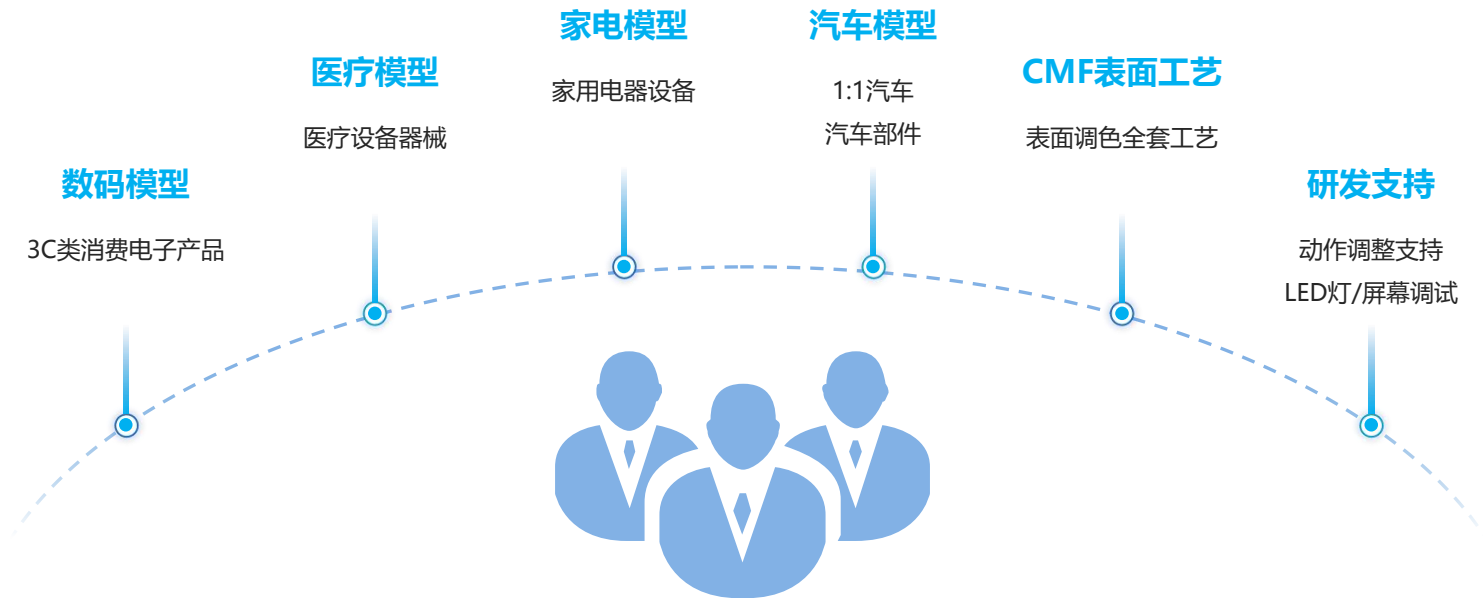 数码模型
3C类消费电子产品
医疗模型
医疗设备器械
家电模型
家用电器设备
汽车模型
1:1汽车
汽车部件
CMF表面工艺
表面调色全套工艺
研发支持
动作调整支持
LED灯/屏幕调试